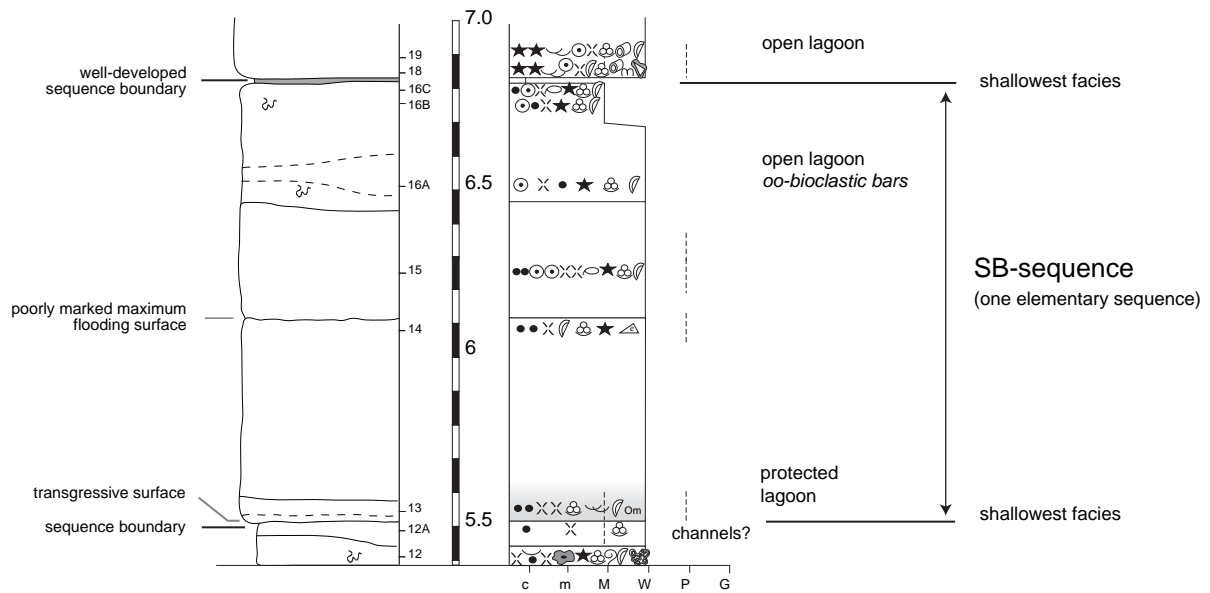 7.0
19
open lagoon
well-developed
sequence boundary
18
shallowest facies
16C
16B
open lagoon
oo-bioclastic bars
6.5
16A
SB-sequence
(one elementary sequence)
15
poorly marked maximum
flooding surface
14
c
6
protected
lagoon
transgressive surface
13
Om
5.5
shallowest facies
sequence boundary
12A
channels?
12
c m M W P G